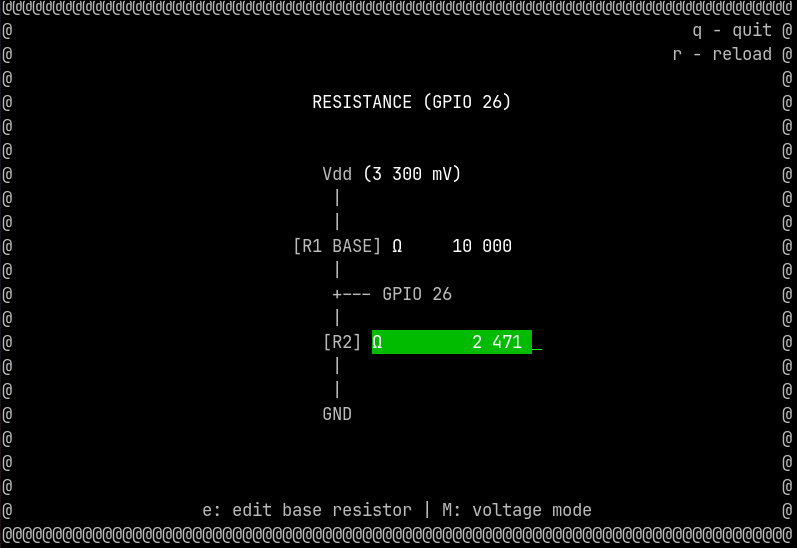 @@@@@@@@@@@@@@@@@@@@@@@@@@@@@@@@@@@@@@@@@@@@@@@@@@@@@@@@@@@@@@@@@@@@@@@@@@@@@@@
@ q - quit @
@ r - reload @
@ @
@ RESISTANCE (GPIO 26) @
@ @
@ @
@ Vdd (3 300 mV) @
@ | @
@ | @
@ [R1 BASE] Ω 10 000 @
@ | @
@ +--- GPIO 26 @
@ | @
@ [R2] Ω 2 471 _ @
@ | @
@ | @
@ GND @
@ @
@ @
@ @
@ e: edit base resistor | M: voltage mode @
@@@@@@@@@@@@@@@@@@@@@@@@@@@@@@@@@@@@@@@@@@@@@@@@@@@@@@@@@@@@@@@@@@@@@@@@@@@@@@@